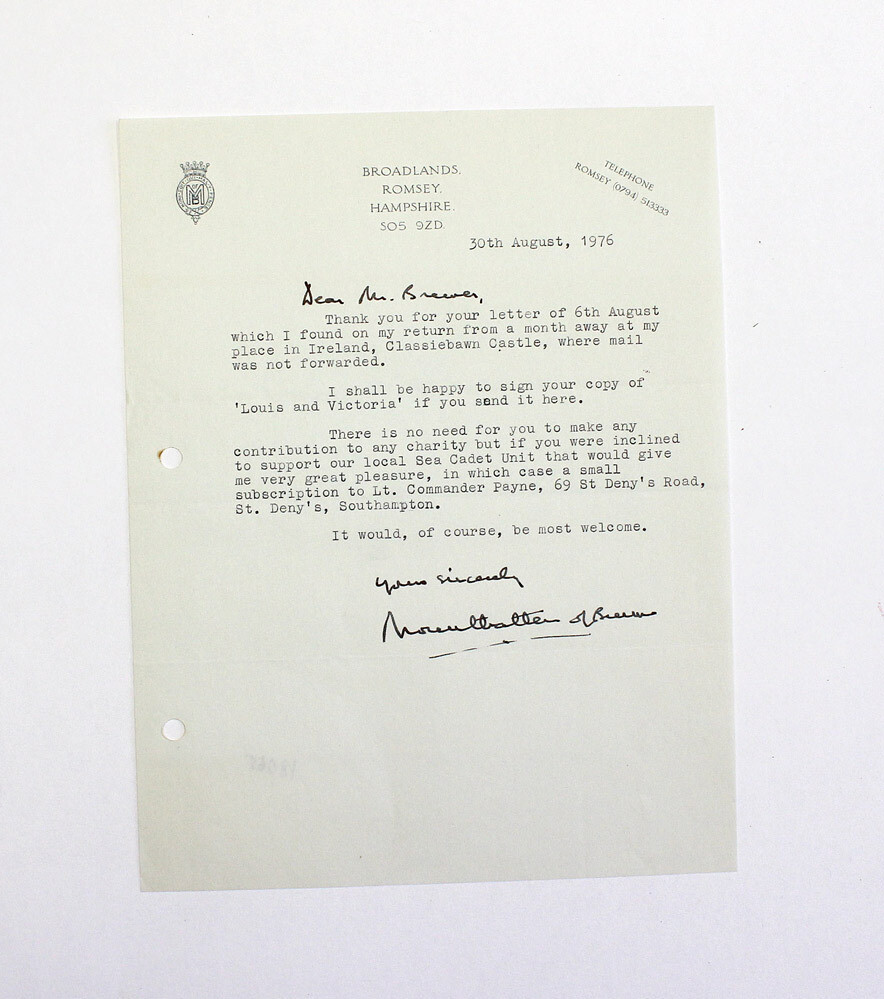 BROADLANDS.
ROMSEY.
HAMPSHIRE.
SO5 9ZD.
TELEPHONE
ROMSEY (0794) 513333
30th August, 1976
Dear Mr. Brewer,
Thank you for your letter of 6th August
which I found on my return from a month away at my
place in Ireland, Classiebawn Castle, where mail
was not forwarded.
I shall be happy to sign your copy of
'Louis and Victoria' if you send it here.
There is no need for you to make any
contribution to any charity but if you were inclined
to support our local Sea Cadet Unit that would give
me very great pleasure, in which case a small
subscription to Lt. Commander Payne, 69 St Deny's Road,
St. Deny's, Southampton.
It would, of course, be most welcome.
Yours sincerely
Mountbatten of Burma